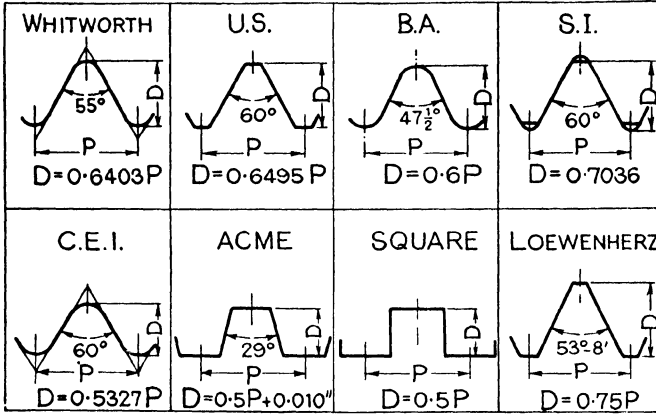 WHITWORTH
55°
D
P
D=0·6403P
U.S.
60°
D
P
D=0·6495P
B.A.
47½°
D
P
D=0·6P
S.I.
60°
D
P
D=0·7036
C.E.I.
60°
D
P
D=0·5327P
ACME
29°
D
P
D=0·5P+0·010"
SQUARE
D
P
D=0·5P
LOEWENHERZ
53°-8'
D
P
D=0·75P